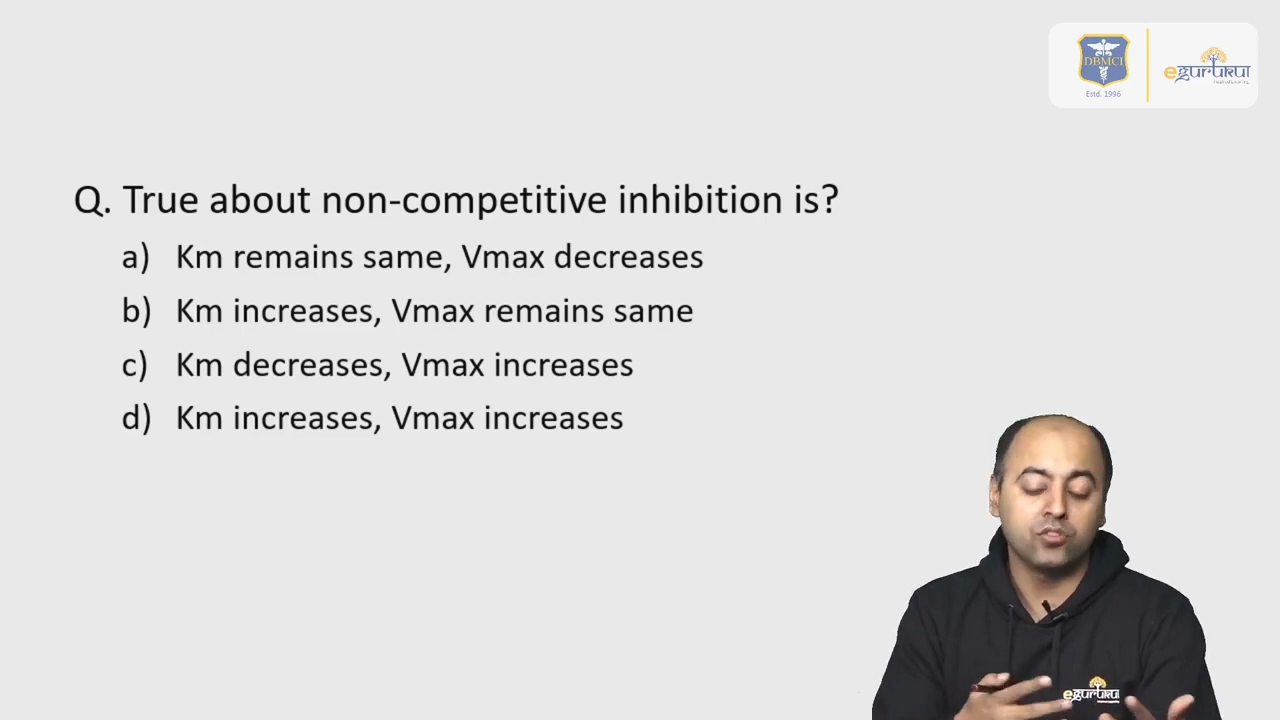 DBMCI
Estd. 1996
egurukul
Q. True about non-competitive inhibition is?
a) Km remains same, Vmax decreases
b) Km increases, Vmax remains same
c) Km decreases, Vmax increases
d) Km increases, Vmax increases
egurukul